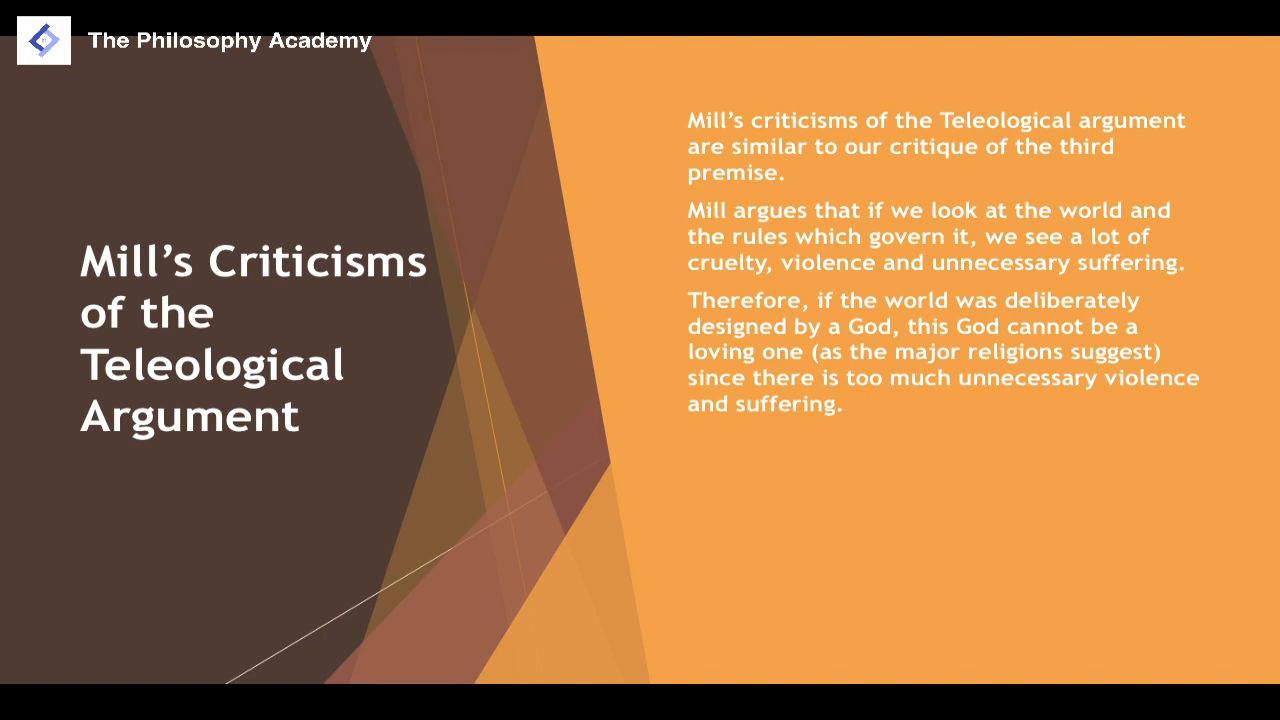 The Philosophy Academy
Mill’s Criticisms
of the
Teleological
Argument
Mill’s criticisms of the Teleological argument
are similar to our critique of the third
premise.
Mill argues that if we look at the world and
the rules which govern it, we see a lot of
cruelty, violence and unnecessary suffering.
Therefore, if the world was deliberately
designed by a God, this God cannot be a
loving one (as the major religions suggest)
since there is too much unnecessary violence
and suffering.